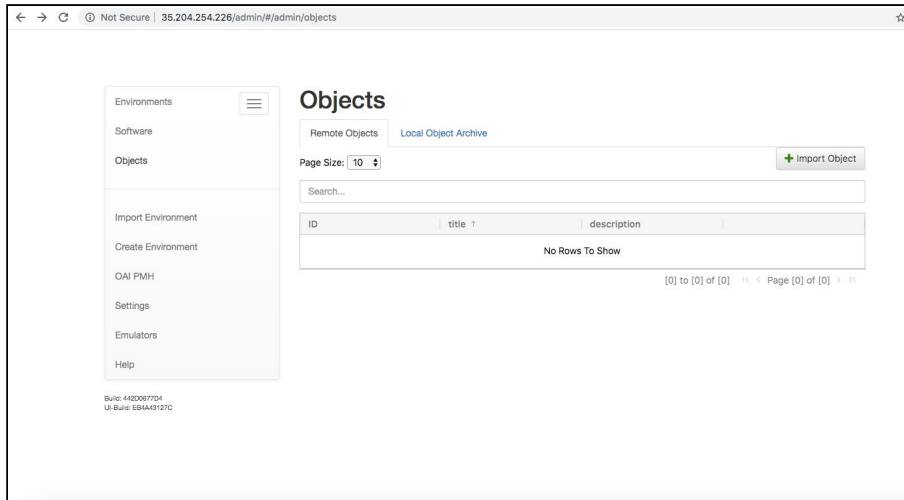 Not Secure | 35.204.254.226/admin/#/admin/objects
Environments
Software
Objects
Import Environment
Create Environment
OAI PMH
Settings
Emulators
Help
Build: 442D0677D4
UI-Build: EB4A43127C
Objects
Remote Objects Local Object Archive
Page Size: 10
Import Object
Search...
ID title ↑ description
No Rows To Show
[0] to [0] of [0] Page [0] of [0]